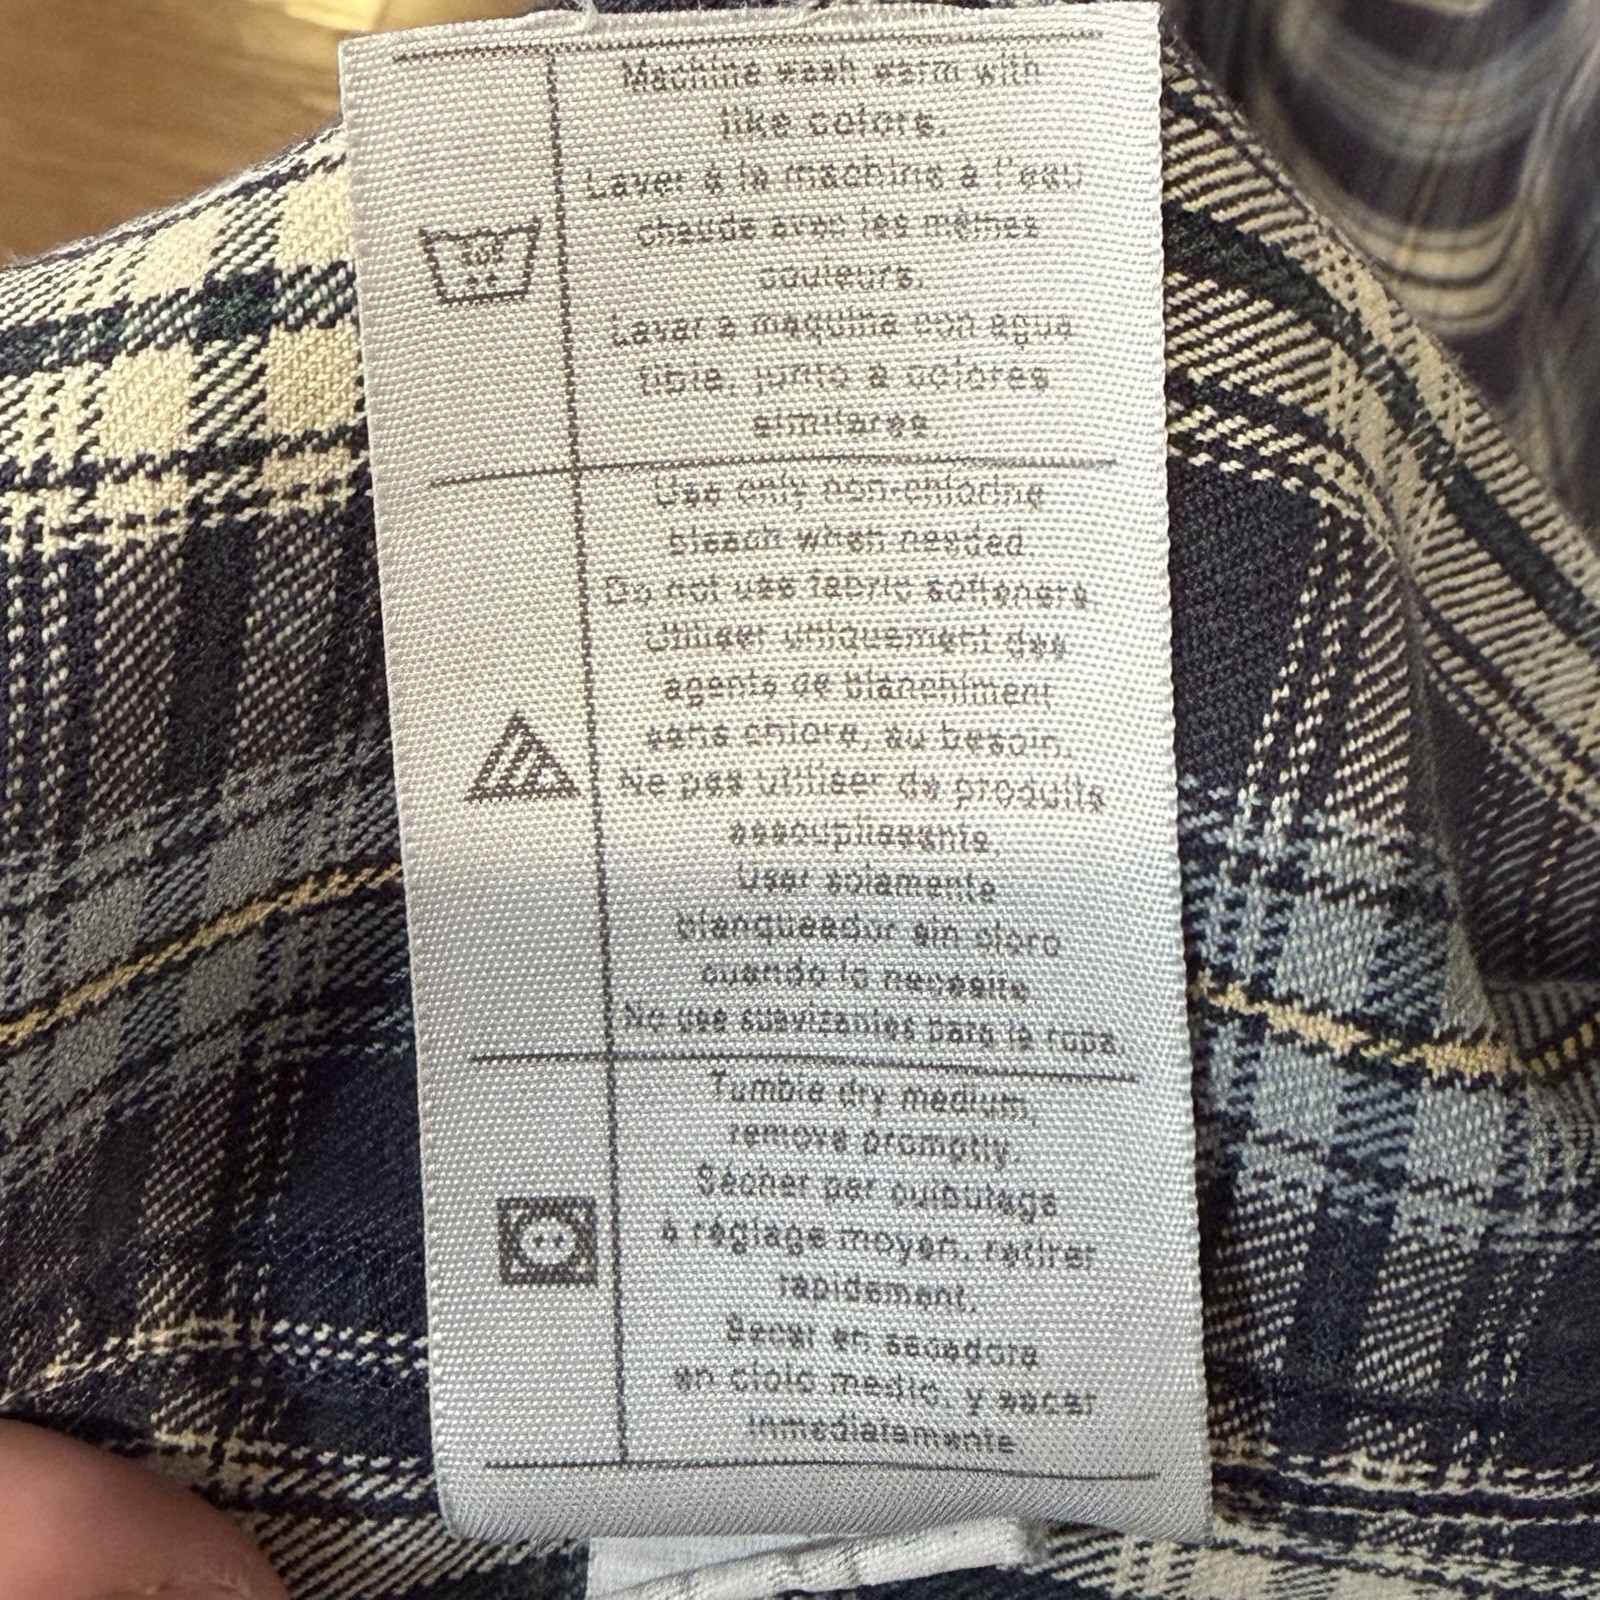 Machine wash warm with
like colors.
Laver à la machine à l'eau
chaude avec les mêmes
couleurs.
Lavar a maquina con agua
tibia, junto a colores
similares.
Use only non-chlorine
bleach when needed.
Do not use fabric softeners.
Utiliser uniquement des
agents de blanchiment
sans chlore, au besoin.
Ne pas utiliser de produits
assouplissants.
Usar solamente
blanqueador sin cloro
cuando lo necesite
No use suavizantes para la ropa.
Tumble dry medium,
remove promptly.
Sécher par culbutage
à réglage moyen, retirer
rapidement.
Secar en secadora
en ciclo medio, y sacar
inmediatamente